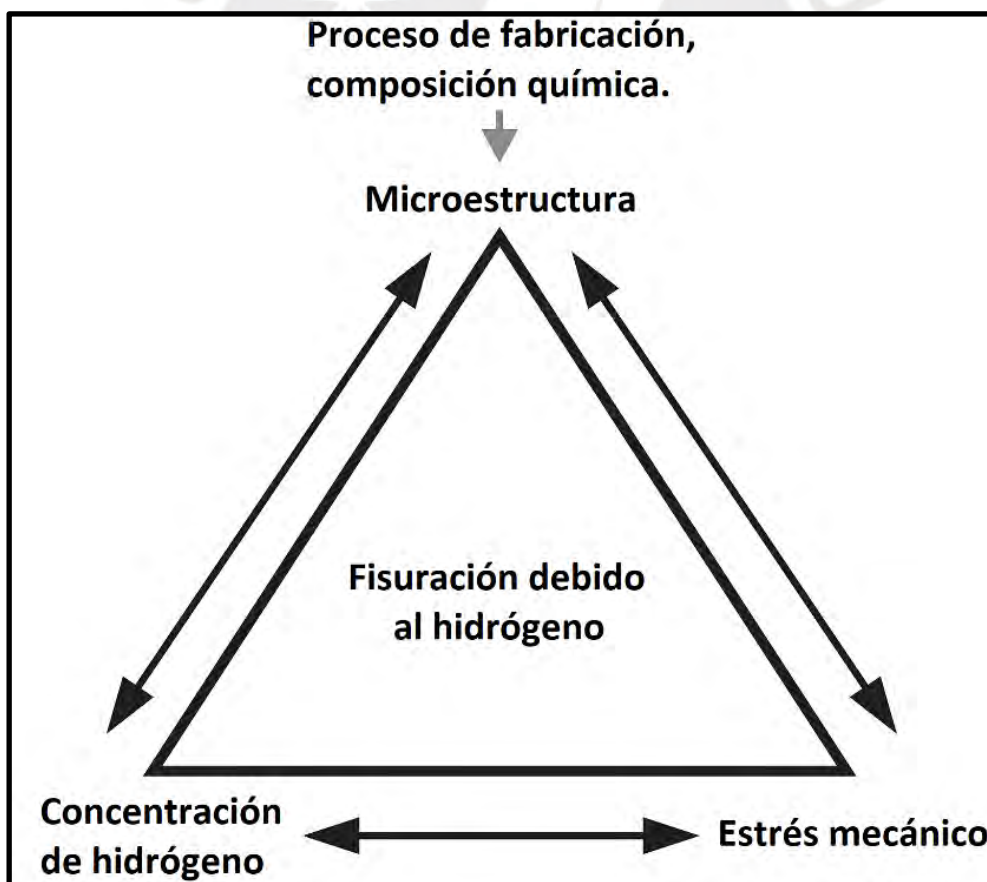 Proceso de fabricación,
composición química.
Microestructura
Fisuración debido
al hidrógeno
Concentración
de hidrógeno
Estrés mecánico